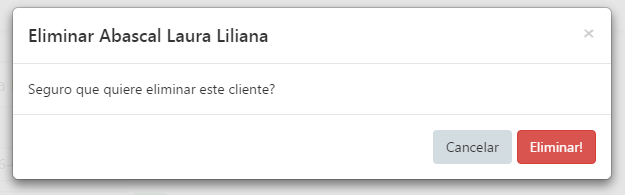 Eliminar Abascal Laura Liliana
×
Seguro que quiere eliminar este cliente?
Cancelar
Eliminar!